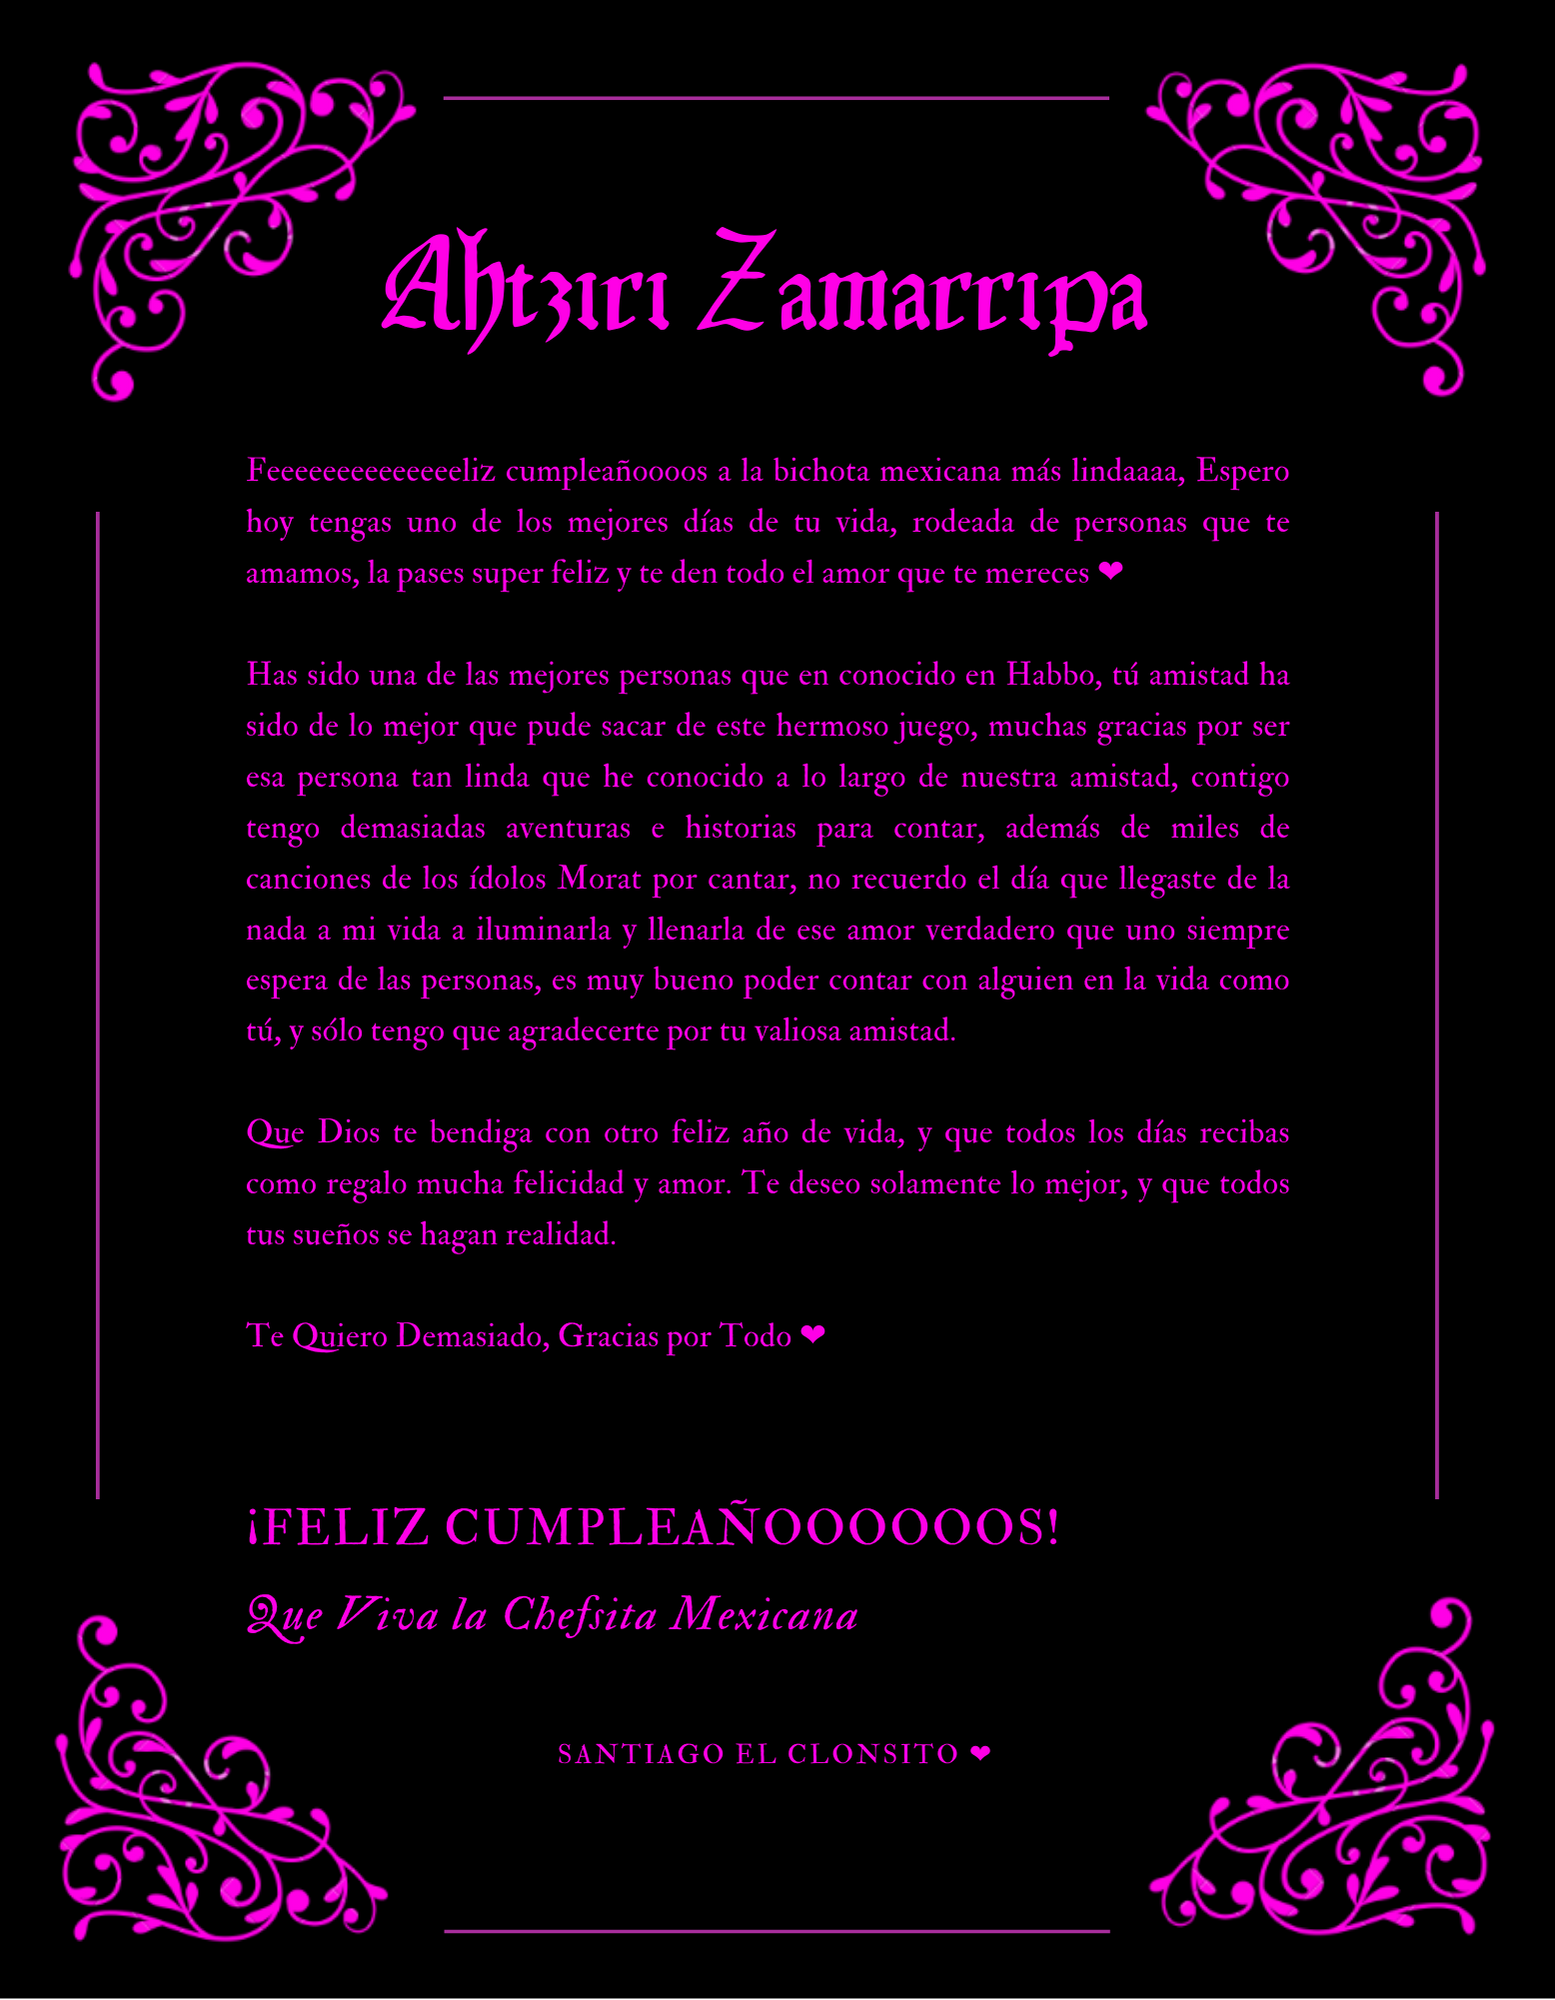 Ahtziri Zamarripa
Feeeeeeeeeeeeeeliz cumpleañoooos a la bichota mexicana más lindaaaa, Espero
hoy tengas uno de los mejores días de tu vida, rodeada de personas que te
amamos, la pases super feliz y te den todo el amor que te mereces ❤
Has sido una de las mejores personas que en conocido en Habbo, tú amistad ha
sido de lo mejor que pude sacar de este hermoso juego, muchas gracias por ser
esa persona tan linda que he conocido a lo largo de nuestra amistad, contigo
tengo demasiadas aventuras e historias para contar, además de miles de
canciones de los ídolos Morat por cantar, no recuerdo el día que llegaste de la
nada a mi vida a iluminarla y llenarla de ese amor verdadero que uno siempre
espera de las personas, es muy bueno poder contar con alguien en la vida como
tú, y sólo tengo que agradecerte por tu valiosa amistad.
Que Dios te bendiga con otro feliz año de vida, y que todos los días recibas
como regalo mucha felicidad y amor. Te deseo solamente lo mejor, y que todos
tus sueños se hagan realidad.
Te Quiero Demasiado, Gracias por Todo ❤
¡FELIZ CUMPLEAÑOOOOOOS!
Que Viva la Chefsita Mexicana
SANTIAGO EL CLONSITO ❤